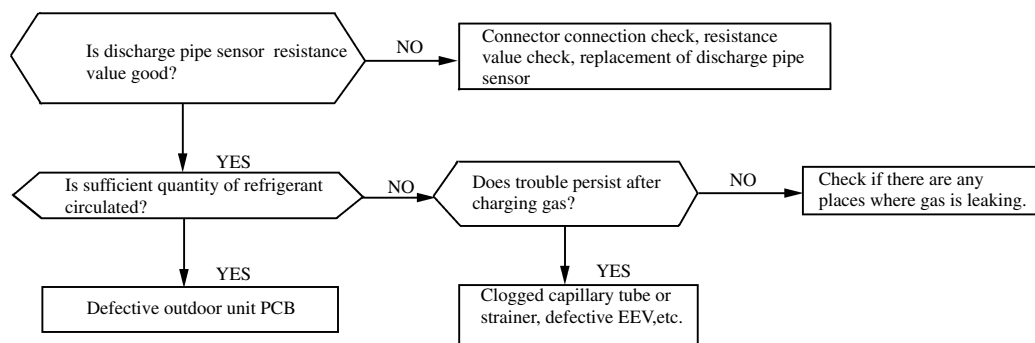 Is discharge pipe sensor resistance
value good?
NO
Connector connection check, resistance
value check, replacement of discharge pipe
sensor
YES
Is sufficient quantity of refrigerant
circulated?
NO
Does trouble persist after
charging gas?
NO
Check if there are any
places where gas is leaking.
YES
Defective outdoor unit PCB
YES
Clogged capillary tube or
strainer, defective EEV,etc.